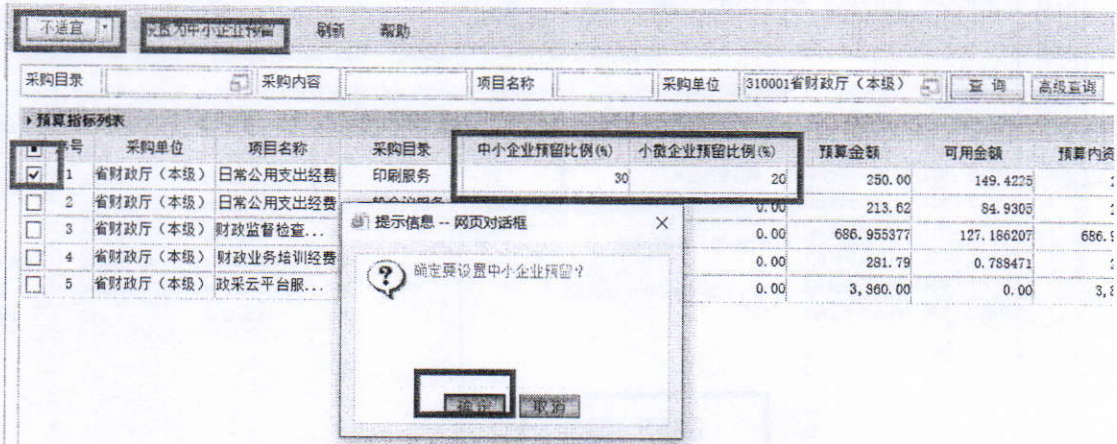 不适宜 设置为中小企业预留 刷新 帮助
采购目录 采购内容 项目名称 采购单位 310001省财政厅（本级） 查询 高级查询
预算指标列表
序号 采购单位 项目名称 采购目录 中小企业预留比例(%) 小微企业预留比例(%) 预算金额 可用金额 预算内资
1 省财政厅（本级） 日常公用支出经费 印刷服务 30 20 250.00 149.4225
2 省财政厅（本级） 日常公用支出经费 0.00 213.62 84.9305
3 省财政厅（本级） 财政监督检查... 0.00 686.955377 127.186207 686.9
4 省财政厅（本级） 财政业务培训经费 0.00 281.79 0.788471
5 省财政厅（本级） 政采云平台服... 0.00 3,860.00 0.00 3,8
提示信息 -- 网页对话框
确定要设置中小企业预留？
确定 取消